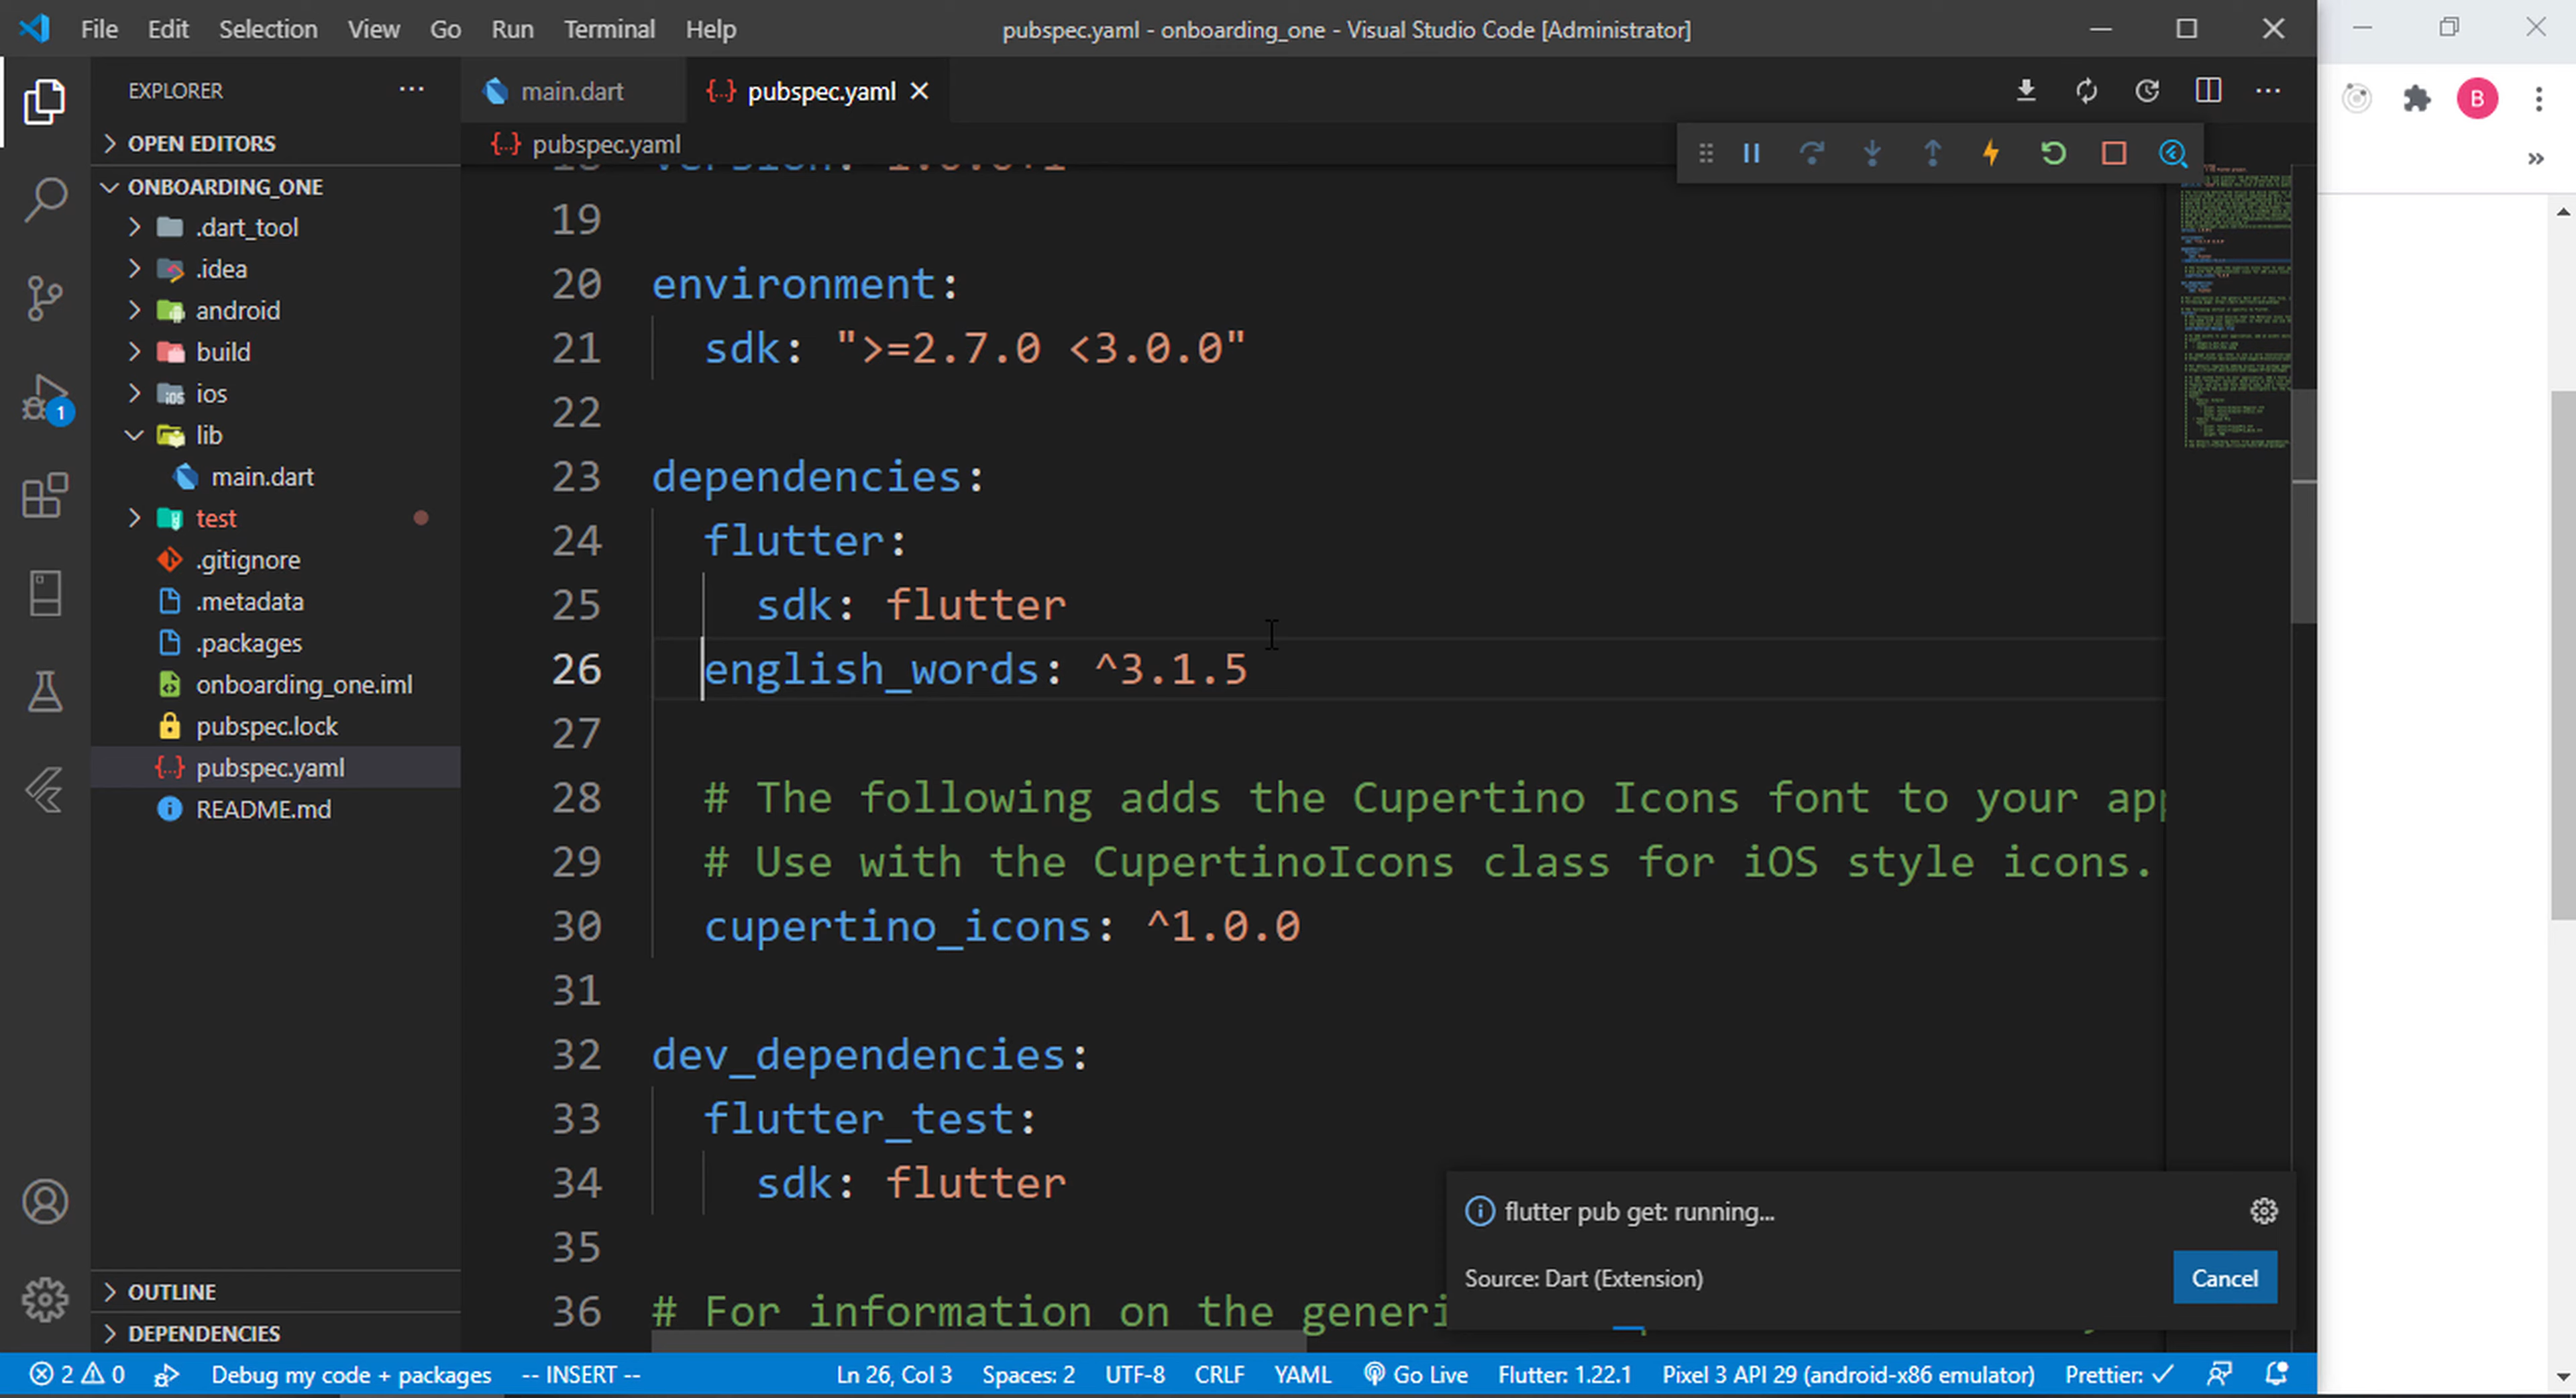 File Edit Selection View Go Run Terminal Help
pubspec.yaml - onboarding_one - Visual Studio Code [Administrator]
EXPLORER
OPEN EDITORS
ONBOARDING_ONE
.dart_tool
.idea
android
build
ios
lib
main.dart
test
.gitignore
.metadata
.packages
onboarding_one.iml
pubspec.lock
pubspec.yaml
README.md
OUTLINE
DEPENDENCIES
1
main.dart
pubspec.yaml
pubspec.yaml
19
20 environment:
21 sdk: ">=2.7.0 <3.0.0"
22
23 dependencies:
24 flutter:
25 sdk: flutter
26 english_words: ^3.1.5
27
28 # The following adds the Cupertino Icons font to your app
29 # Use with the CupertinoIcons class for iOS style icons.
30 cupertino_icons: ^1.0.0
31
32 dev_dependencies:
33 flutter_test:
34 sdk: flutter
35
36 # For information on the generi
flutter pub get: running...
Source: Dart (Extension)
Cancel
2 0 Debug my code + packages -- INSERT -- Ln 26, Col 3 Spaces: 2 UTF-8 CRLF YAML Go Live Flutter: 1.22.1 Pixel 3 API 29 (android-x86 emulator) Prettier: ✓
B